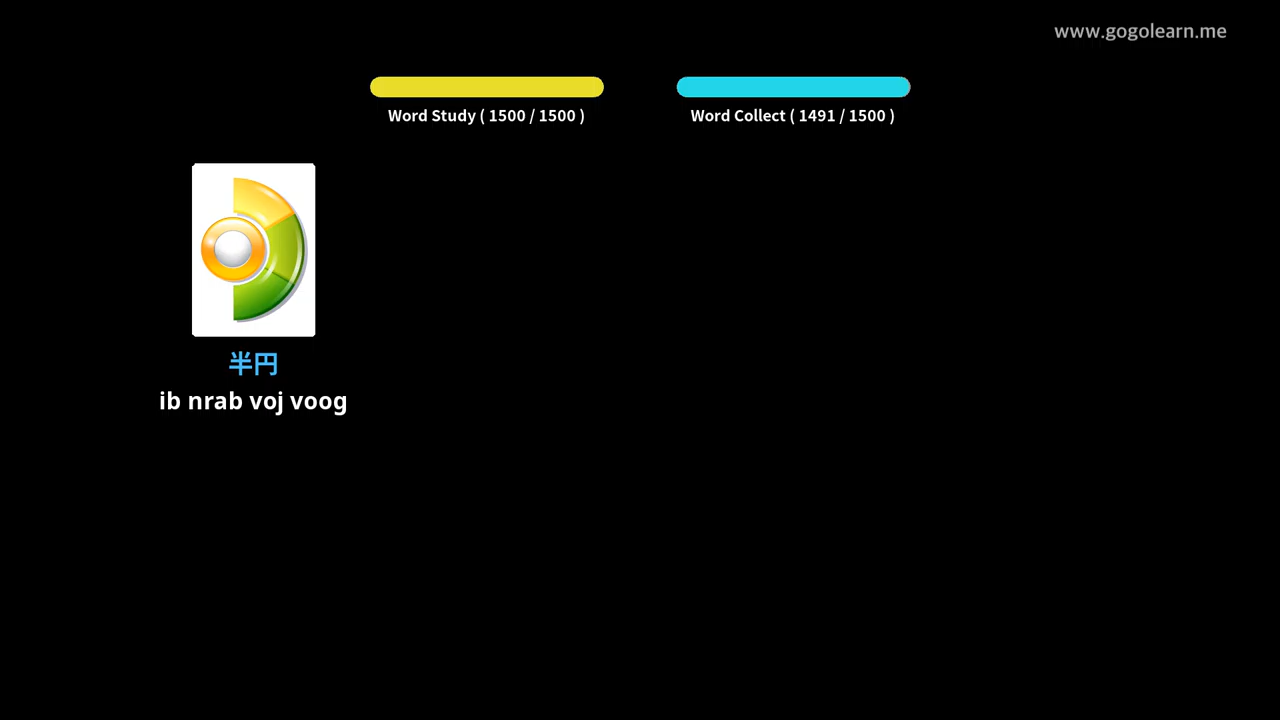 www.gogolearn.me
Word Study ( 1500 / 1500 )
Word Collect ( 1491 / 1500 )
半円
ib nrab voj voog